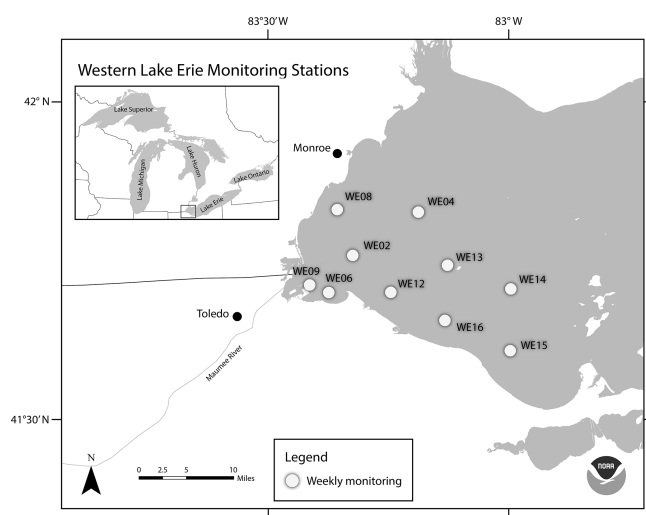 83°30'W
83°W
Western Lake Erie Monitoring Stations
42° N
Lake Superior
Lake Michigan
Lake Huron
Lake Ontario
Lake Erie
Monroe
WE08
WE04
WE02
WE13
WE09
WE06
WE12
WE14
Toledo
WE16
WE15
Maumee River
41°30'N
N
0 2.5 5 10
Miles
Legend
Weekly monitoring
NOAA